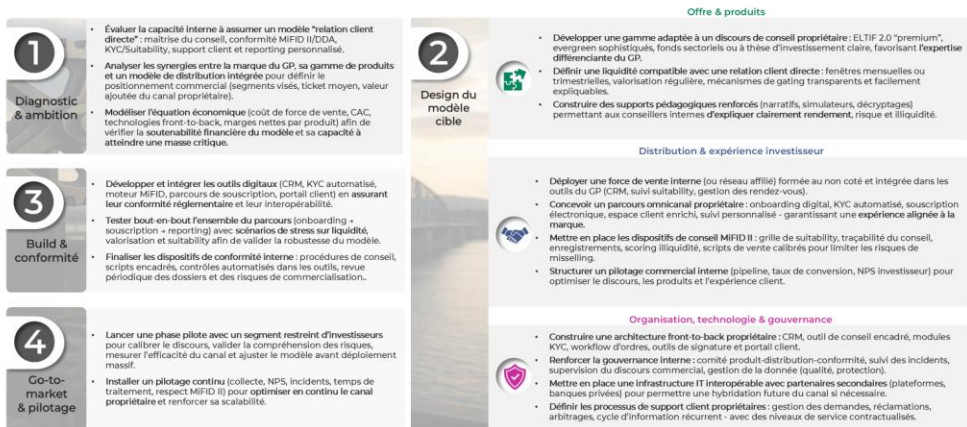 1
Diagnostic
& ambition
• Évaluer la capacité interne à assumer un modèle "relation client
directe" : maîtrise du conseil, conformité MiFID II/DDA,
KYC/Suitability, support client et reporting personnalisé.
• Analyser les synergies entre la marque du GP, sa gamme de produits
et un modèle de distribution intégrée pour définir le
positionnement commercial (segments visés, ticket moyen, valeur
ajoutée du canal propriétaire).
• Modéliser l'équation économique (coût de force de vente, CAC,
technologies front-to-back, marges nettes par produit) afin de
vérifier la soutenabilité financière du modèle et sa capacité à
atteindre une masse critique.
2
Design du
modèle
cible
Offre & produits
• Développer une gamme adaptée à un discours de conseil propriétaire : ELTIF 2.0 "premium",
evergreen sophistiqués, fonds sectoriels ou à thèse d'investissement claire, favorisant l'expertise
différenciante du GP.
• Définir une liquidité compatible avec une relation client directe : fenêtres mensuelles ou
trimestrielles, valorisation régulière, mécanismes de gating transparents et facilement
expliquables.
• Construire des supports pédagogiques renforcés (narratifs, simulateurs, décryptages)
permettant aux conseillers internes d'expliquer clairement rendement, risque et illiquidité.
Distribution & expérience investisseur
• Déployer une force de vente interne (ou réseau affilié) formée au non coté et intégrée dans les
outils du GP (CRM, suivi suitability, gestion des rendez-vous).
• Concevoir un parcours omnicanal propriétaire : onboarding digital, KYC automatisé, souscription
électronique, espace client enrichi, suivi personnalisé - garantissant une expérience alignée à la
marque.
• Mettre en place les dispositifs de conseil MiFID II : grille de suitability, traçabilité du conseil,
enregistrements, scoring illiquidité, scripts de vente calibrés pour limiter les risques de
misselling.
• Structurer un pilotage commercial interne (pipeline, taux de conversion, NPS investisseur) pour
optimiser le discours, les produits et l'expérience client.
Organisation, technologie & gouvernance
• Construire une architecture front-to-back propriétaire : CRM, outil de conseil encadré, modules
KYC, workflow d'ordres, outils de signature et portail client.
• Renforcer la gouvernance interne : comité produit-distribution-conformité, suivi des incidents,
supervision du discours commercial, gestion de la donnée (qualité, protection).
• Mettre en place une infrastructure IT interopérable avec partenaires secondaires (plateformes,
banques privées) pour permettre une hybridation future du canal si nécessaire.
• Définir les processus de support client propriétaires : gestion des demandes, réclamations,
arbitrages, cycle d'information récurrent - avec des niveaux de service contractualisés.
3
Build &
conformité
• Développer et intégrer les outils digitaux (CRM, KYC automatisé,
moteur MiFID, parcours de souscription, portail client) en assurant
leur conformité réglementaire et leur interopérabilité.
• Tester bout-en-bout l'ensemble du parcours (onboarding →
souscription → reporting) avec scénarios de stress sur liquidité,
valorisation et suitability afin de valider la robustesse du modèle.
• Finaliser les dispositifs de conformité interne : procédures de conseil,
scripts encadrés, contrôles automatisés dans les outils, revue
périodique des dossiers et des risques de commercialisation..
4
Go-to-
market
& pilotage
• Lancer une phase pilote avec un segment restreint d'investisseurs
pour calibrer le discours, valider la compréhension des risques,
mesurer l'efficacité du canal et ajuster le modèle avant déploiement
massif.
• Installer un pilotage continu (collecte, NPS, incidents, temps de
traitement, respect MiFID II) pour optimiser en continu le canal
propriétaire et renforcer sa scalabilité.